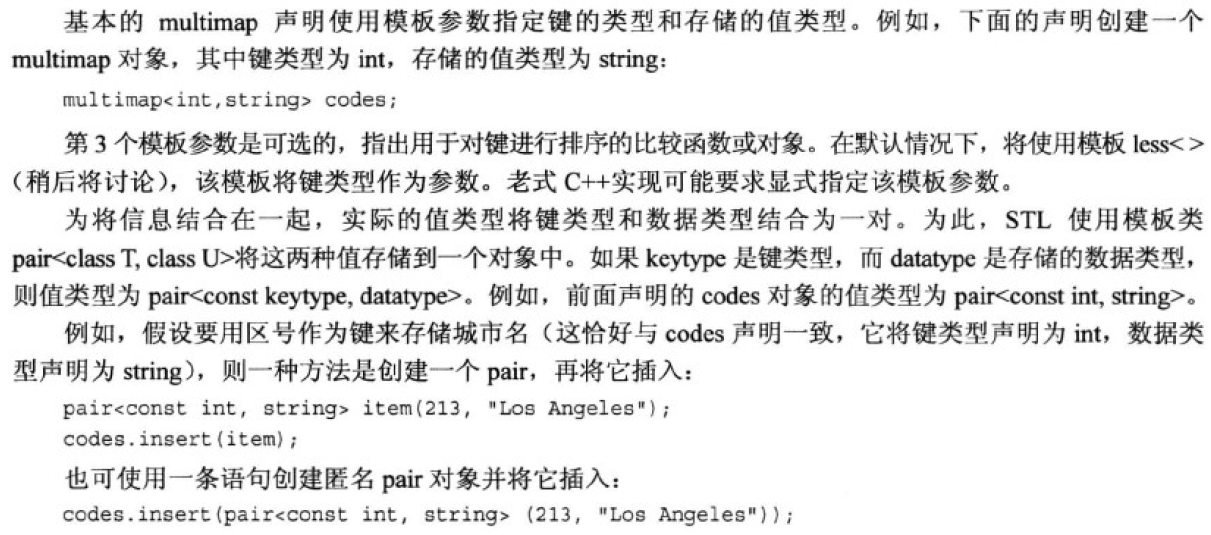 基本的 multimap 声明使用模板参数指定键的类型和存储的值类型。例如，下面的声明创建一个
multimap 对象，其中键类型为 int，存储的值类型为 string：
multimap<int,string> codes;
第 3 个模板参数是可选的，指出用于对键进行排序的比较函数或对象。在默认情况下，将使用模板 less< >
（稍后将讨论），该模板将键类型作为参数。老式 C++实现可能要求显式指定该模板参数。
为将信息结合在一起，实际的值类型将键类型和数据类型结合为一对。为此，STL 使用模板类
pair<class T, class U>将这两种值存储到一个对象中。如果 keytype 是键类型，而 datatype 是存储的数据类型，
则值类型为 pair<const keytype, datatype>。例如，前面声明的 codes 对象的值类型为 pair<const int, string>。
例如，假设要用区号作为键来存储城市名（这恰好与 codes 声明一致，它将键类型声明为 int，数据类
型声明为 string），则一种方法是创建一个 pair，再将它插入：
pair<const int, string> item(213, "Los Angeles");
codes.insert(item);
也可使用一条语句创建匿名 pair 对象并将它插入：
codes.insert(pair<const int, string> (213, "Los Angeles"));